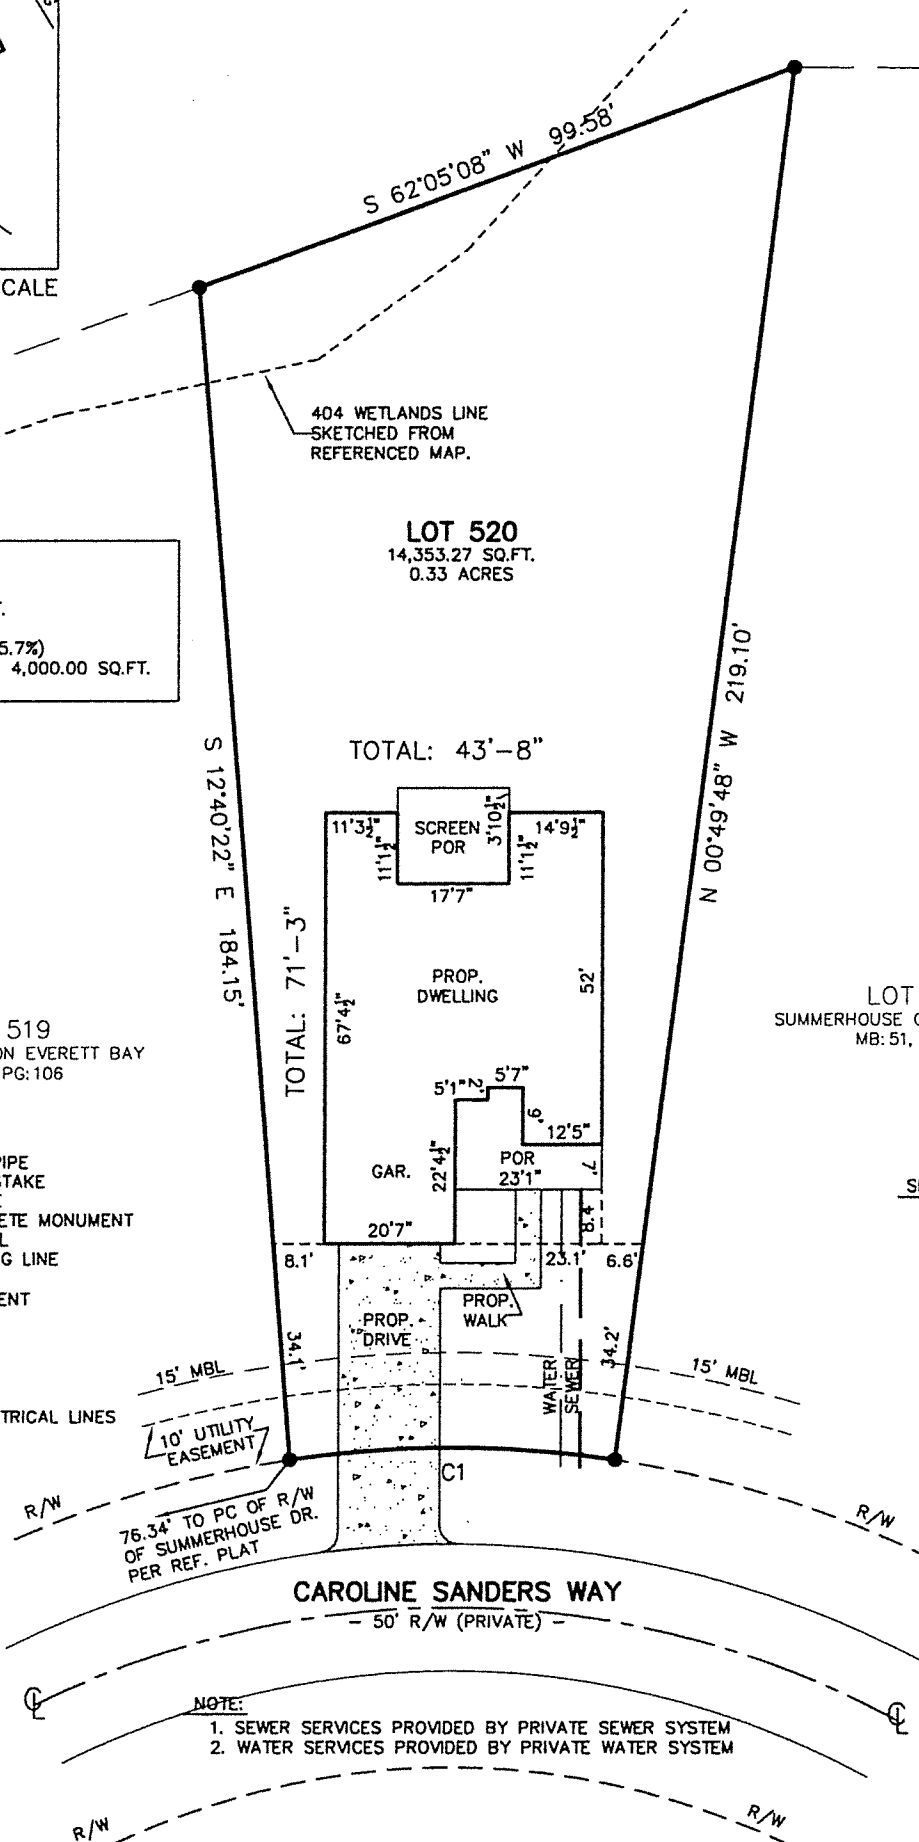 CALE
S 62°05'08" W 99.58'
404 WETLANDS LINE
SKETCHED FROM
REFERENCED MAP.
LOT 520
14,353.27 SQ.FT.
0.33 ACRES
5.7%)
4,000.00 SQ.FT.
S 12°40'22" E 184.15'
N 00°49'48" W 219.10'
TOTAL: 43'-8"
TOTAL: 71'-3"
11'3½"
SCREEN
POR
3'10½"
14'9½"
11'1½"
11'1½"
17'7"
PROP.
DWELLING
52'
67'4½"
LOT
SUMMERHOUSE
MB: 51,
519
ON EVERETT BAY
PG: 106
5'7"
5'1"
2'
9'
12'5"
22'4½"
POR
23'1"
7'
GAR.
20'7"
8.4'
8.1'
23.1'
6.6'
PIPE
STAKE
ETE MONUMENT
G LINE
ENT
TRICAL LINES
PROP.
WALK
PROP.
DRIVE
34.1'
34.2'
15' MBL
15' MBL
WATER
SEWER
10' UTILITY
EASEMENT
C1
R/W
R/W
76.34' TO PC OF R/W
OF SUMMERHOUSE DR.
PER REF. PLAT
CAROLINE SANDERS WAY
- 50' R/W (PRIVATE) -
CL
CL
NOTE:
1. SEWER SERVICES PROVIDED BY PRIVATE SEWER SYSTEM
2. WATER SERVICES PROVIDED BY PRIVATE WATER SYSTEM
R/W
R/W